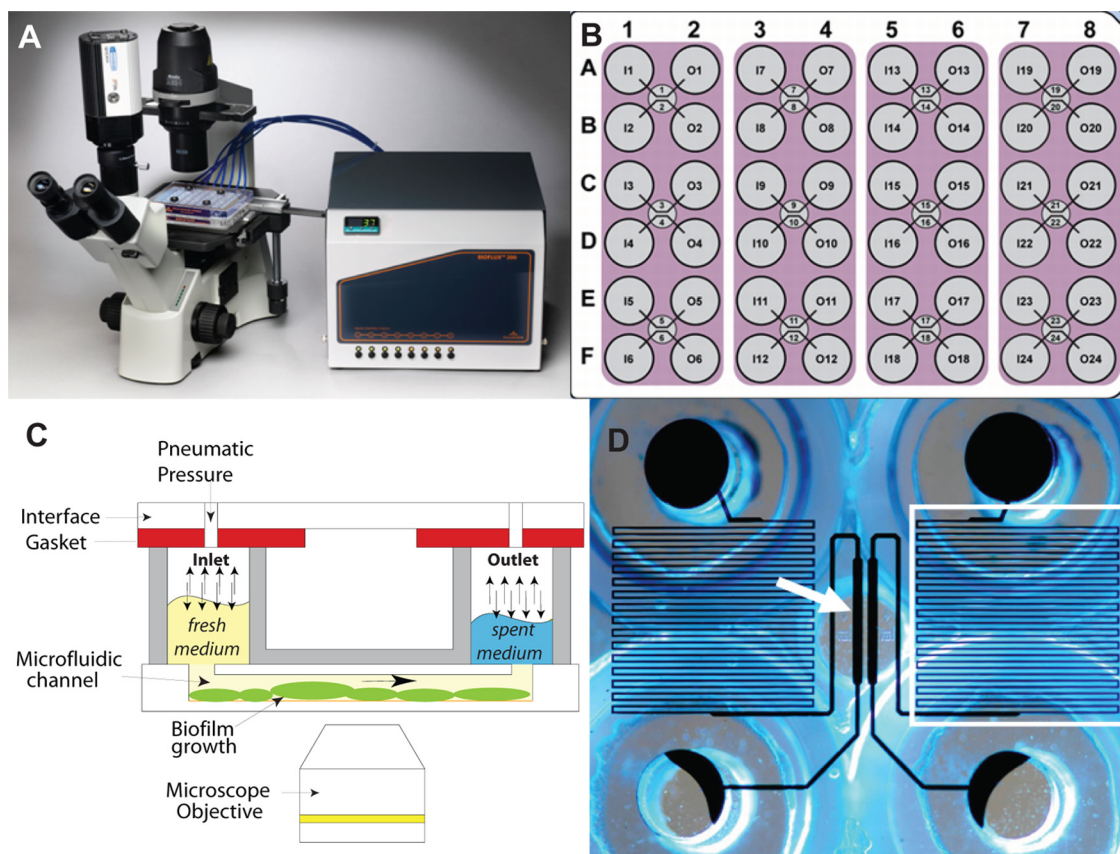 A
37
BIOFLUX™ 200
B
1 2 3 4 5 6 7 8
A I1 O1 I7 O7 I13 O13 I19 O19
1 7 13 19
2 8 14 20
B I2 O2 I8 O8 I14 O14 I20 O20
C I3 O3 I9 O9 I15 O15 I21 O21
3 9 15 21
4 10 16 22
D I4 O4 I10 O10 I16 O16 I22 O22
E I5 O5 I11 O11 I17 O17 I23 O23
5 11 17 23
6 12 18 24
F I6 O6 I12 O12 I18 O18 I24 O24
C
Pneumatic
Pressure
Interface
Gasket
Inlet
Outlet
fresh
medium
spent
medium
Microfluidic
channel
Biofilm
growth
Microscope
Objective
D